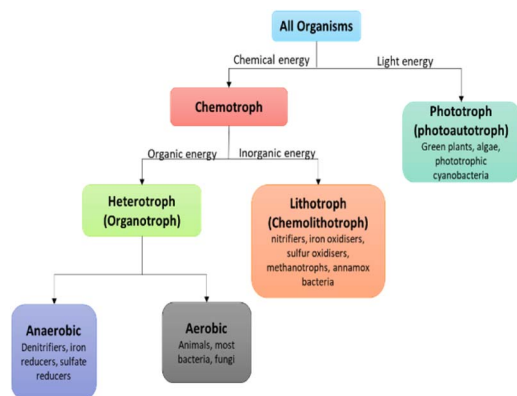 All Organisms
Chemical energy
Light energy
Chemotroph
Phototroph
(photoautotroph)
Green plants, algae,
phototrophic
cyanobacteria
Organic energy
Inorganic energy
Heterotroph
(Organotroph)
Lithotroph
(Chemolithotroph)
nitrifiers, iron oxidisers,
sulfur oxidisers,
methanotrophs, annamox
bacteria
Anaerobic
Denitrifiers, iron
reducers, sulfate
reducers
Aerobic
Animals, most
bacteria, fungi